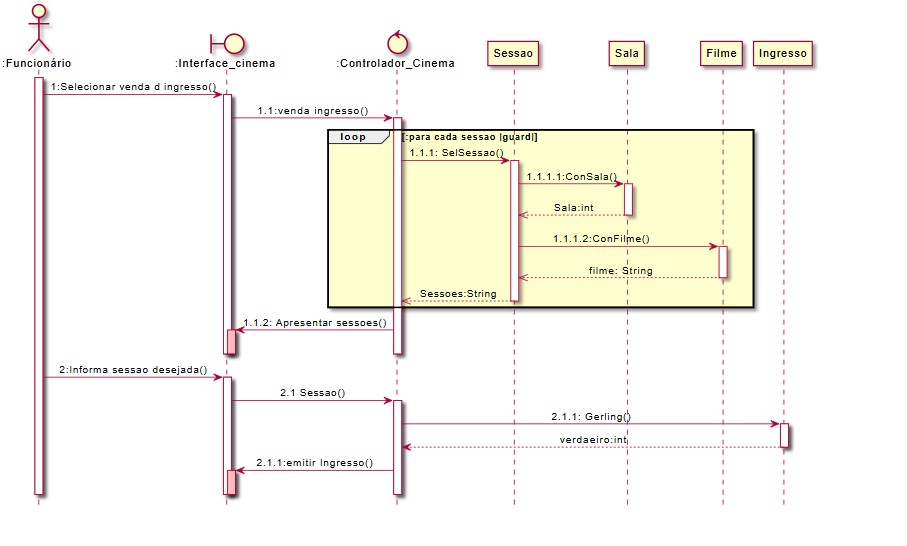 :Funcionário
:Interface_cinema
:Controlador_Cinema
Sessao
Sala
Filme
Ingresso
1:Selecionar venda d ingresso()
1.1:venda ingresso()
loop
[:para cada sessao |guard|]
1.1.1: SelSessao()
1.1.1.1:ConSala()
Sala:int
1.1.1.2:ConFilme()
filme: String
Sessoes:String
1.1.2: Apresentar sessoes()
2:Informa sessao desejada()
2.1 Sessao()
2.1.1: GerIing()
verdaeiro:int
2.1.1:emitir Ingresso()